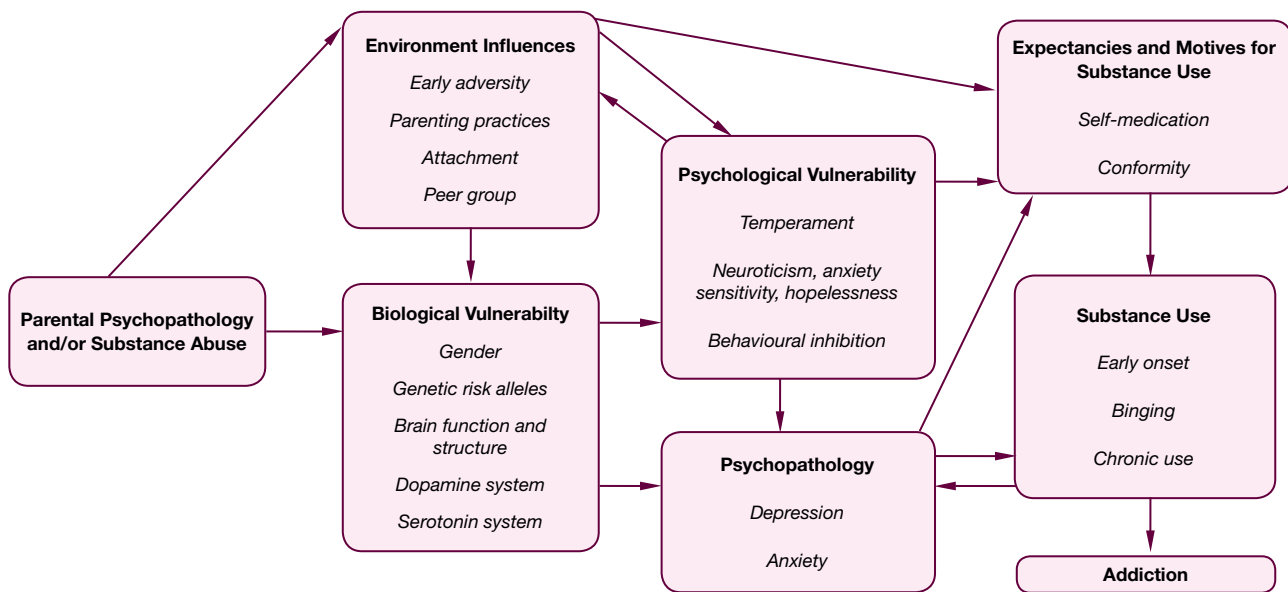 Environment Influences
Early adversity
Parenting practices
Attachment
Peer group
Expectancies and Motives for
Substance Use
Self-medication
Conformity
Psychological Vulnerability
Temperament
Neuroticism, anxiety
sensitivity, hopelessness
Behavioural inhibition
Parental Psychopathology
and/or Substance Abuse
Biological Vulnerabilty
Gender
Genetic risk alleles
Brain function and
structure
Dopamine system
Serotonin system
Substance Use
Early onset
Binging
Chronic use
Psychopathology
Depression
Anxiety
Addiction